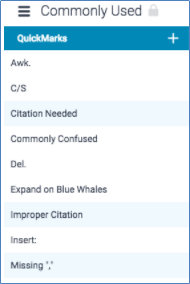 Commonly Used
QuickMarks +
Awk.
C/S
Citation Needed
Commonly Confused
Del.
Expand on Blue Whales
Improper Citation
Insert:
Missing ","